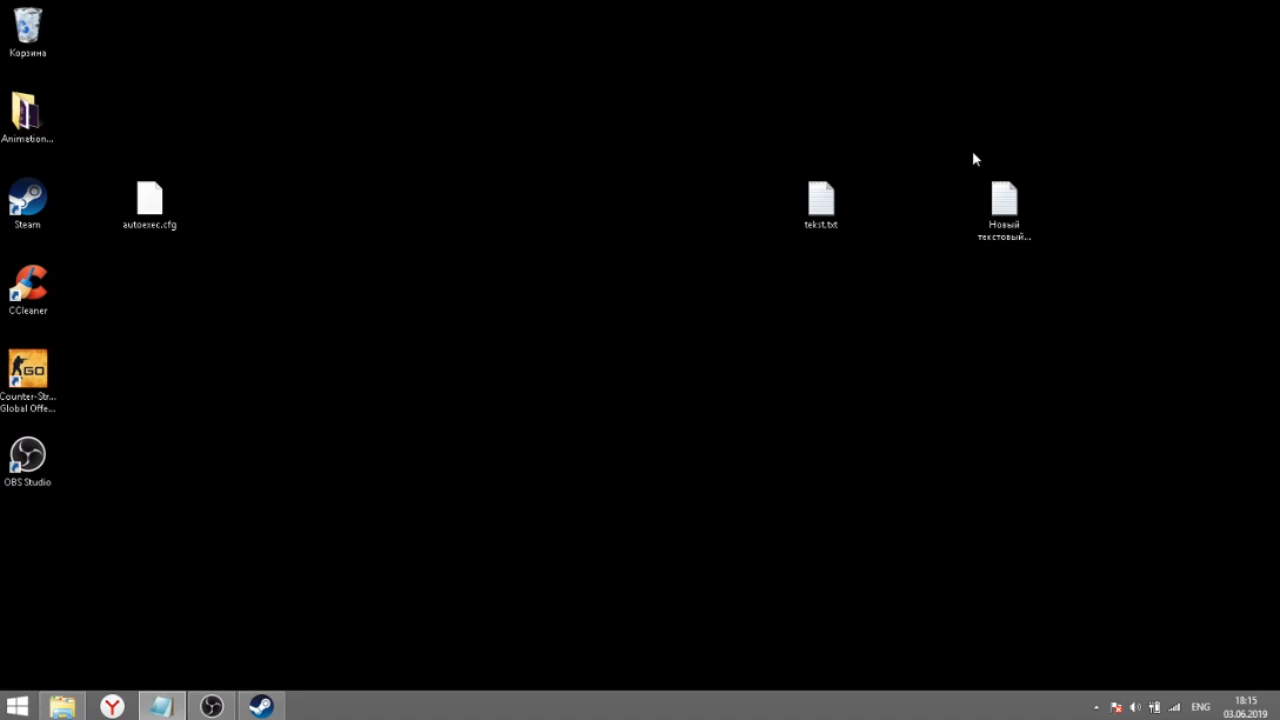 Корзина
Animation...
Steam
autoexec.cfg
tekst.txt
Новый
текстовый...
CCleaner
GO
Counter-Str...
Global Offe...
OBS Studio
ENG
18:15
03.06.2019